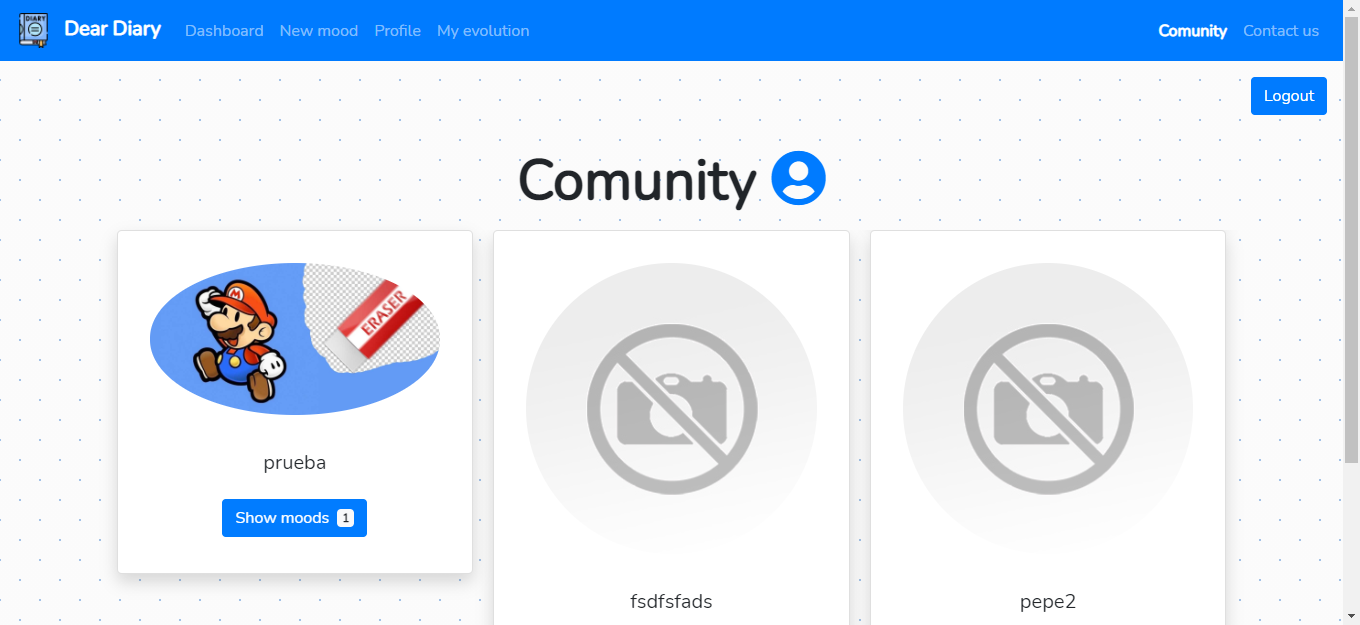 DIARY
Dear Diary Dashboard New mood Profile My evolution Comunity Contact us
Logout
Comunity
M
ERASER
prueba
Show moods 1
fsdfsfads
pepe2